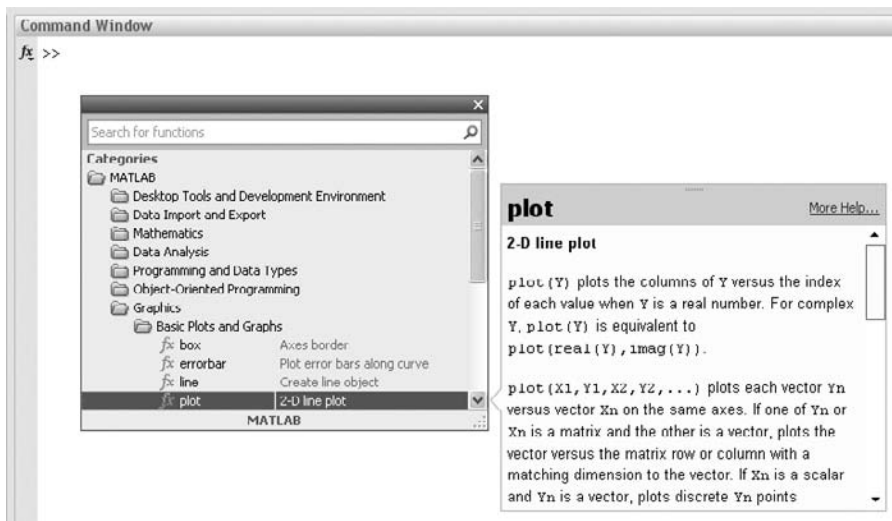 Command Window
fx >>
Search for functions
Categories
MATLAB
Desktop Tools and Development Environment
Data Import and Export
Mathematics
Data Analysis
Programming and Data Types
Object-Oriented Programming
Graphics
Basic Plots and Graphs
fx box Axes border
fx errorbar Plot error bars along curve
fx line Create line object
fx plot 2-D line plot
MATLAB
plot More Help...
2-D line plot
plot(Y) plots the columns of Y versus the index
of each value when Y is a real number. For complex
Y, plot(Y) is equivalent to
plot(real(Y),imag(Y)).
plot(X1,Y1,X2,Y2,...) plots each vector Yn
versus vector Xn on the same axes. If one of Yn or
Xn is a matrix and the other is a vector, plots the
vector versus the matrix row or column with a
matching dimension to the vector. If Xn is a scalar
and Yn is a vector, plots discrete Yn points